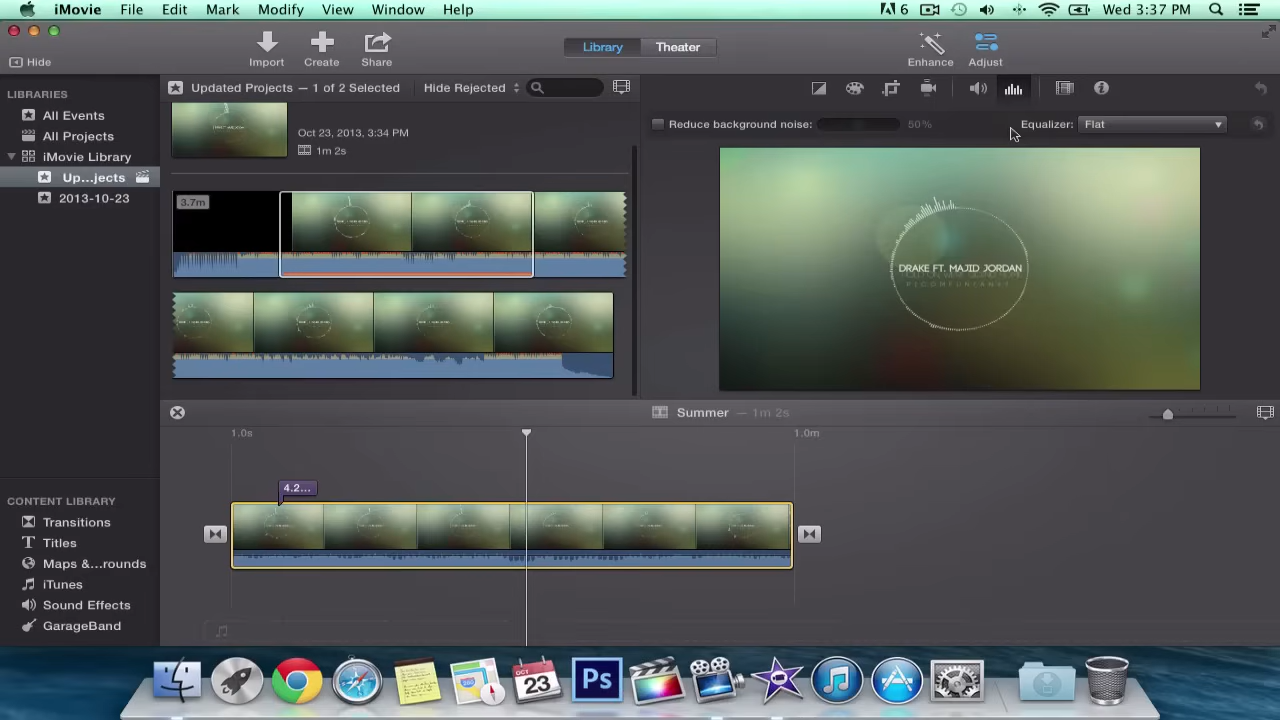 iMovie File Edit Mark Modify View Window Help 6 Wed 3:37 PM
Hide Import Create Share Library Theater Enhance Adjust
LIBRARIES
All Events
All Projects
iMovie Library
Up...jects
2013-10-23
Updated Projects — 1 of 2 Selected Hide Rejected
Oct 23, 2013, 3:34 PM
1m 2s
3.7m
Reduce background noise: 50% Equalizer: Flat
DRAKE FT. MAJID JORDAN
Summer — 1m 2s
1.0s 1.0m
4.2...
CONTENT LIBRARY
Transitions
Titles
Maps &...rounds
iTunes
Sound Effects
GarageBand
OCT
23
Ps